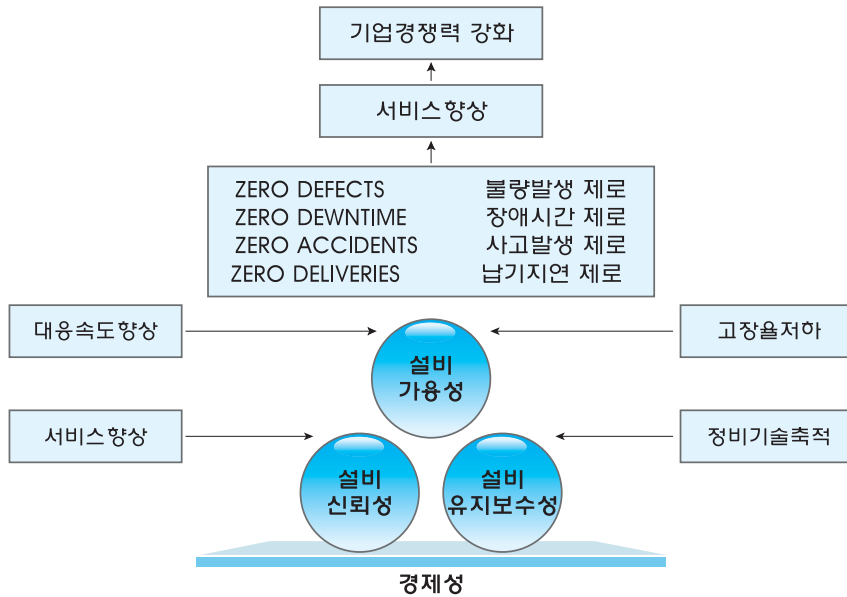 기업경쟁력 강화
서비스향상
ZERO DEFECTS 불량발생 제로
ZERO DEWNTIME 장애시간 제로
ZERO ACCIDENTS 사고발생 제로
ZERO DELIVERIES 납기지연 제로
대응속도향상
고장율저하
설비
가용성
서비스향상
정비기술축적
설비
신뢰성
설비
유지보수성
경제성